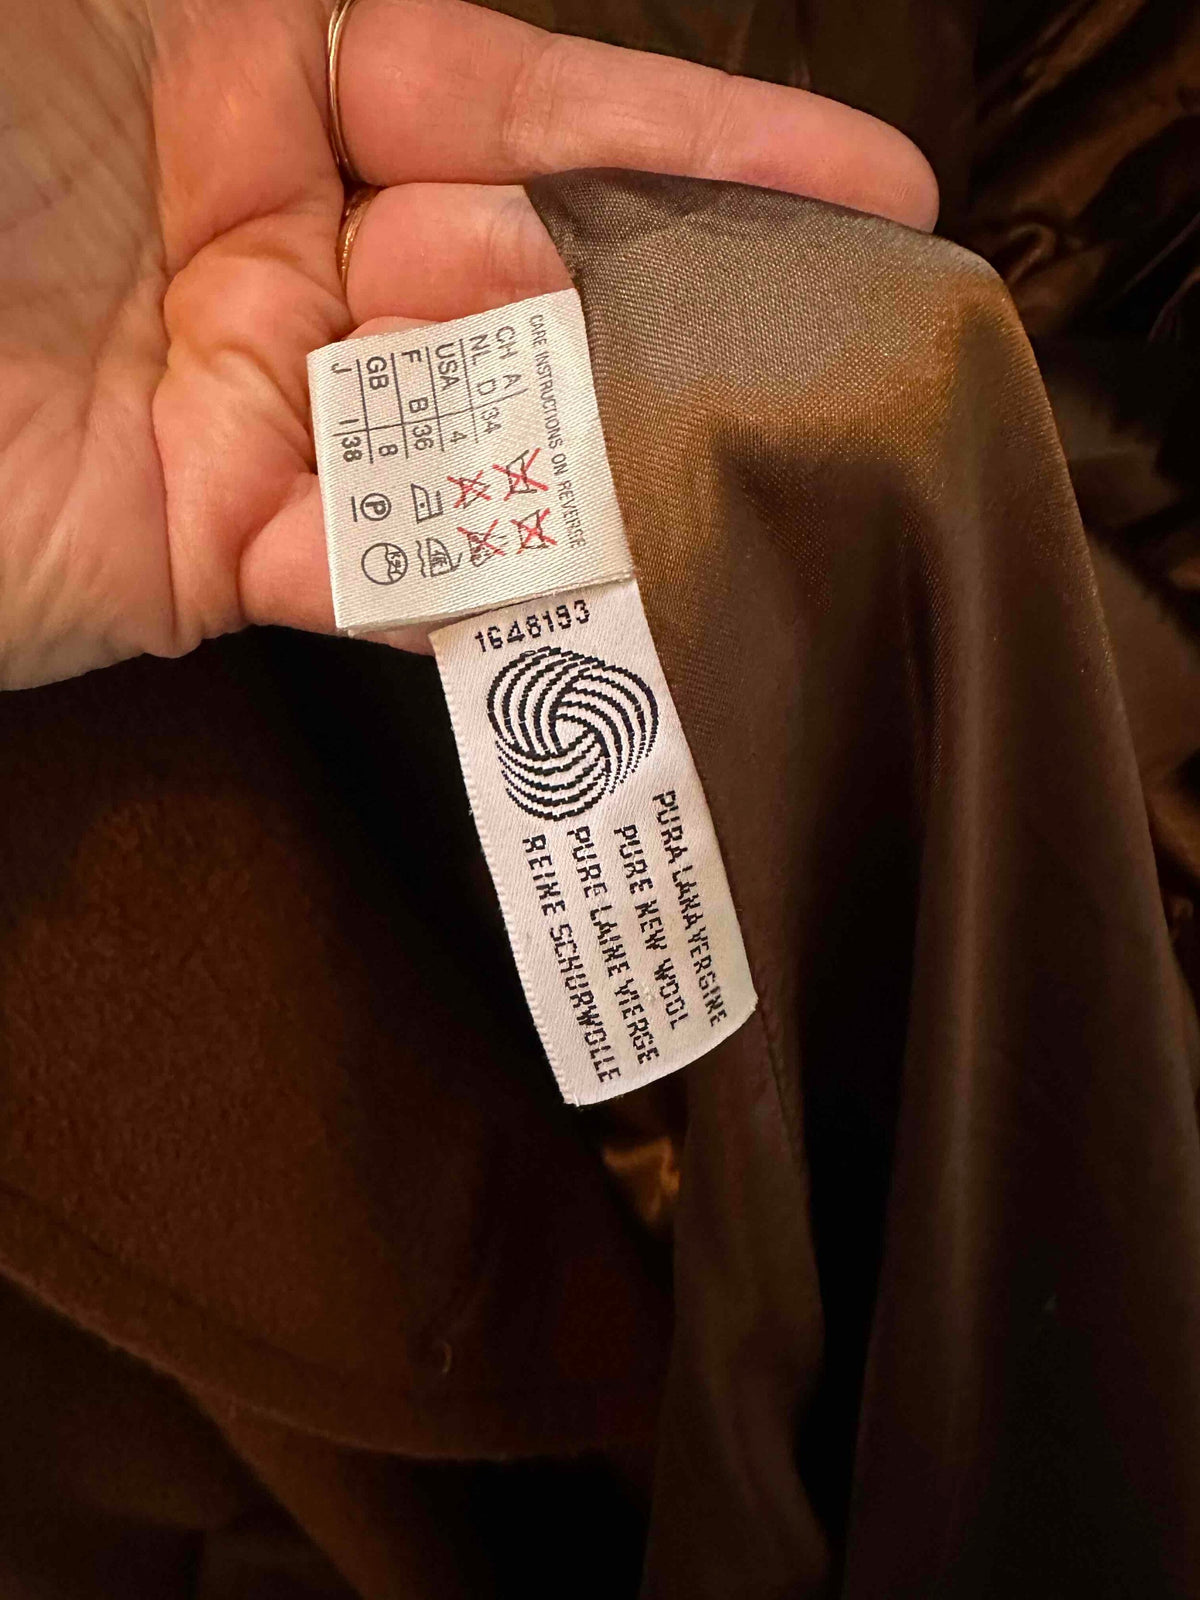 CARE INSTRUCTIONS ON REVERSE
CH A
NL D 34
USA 4
F B 36
GB 8
J I 38
P
1648193
PURA LANA VERGINE
PURE NEW WOOL
PURE LAINE VIERGE
REINE SCHURWOLLE